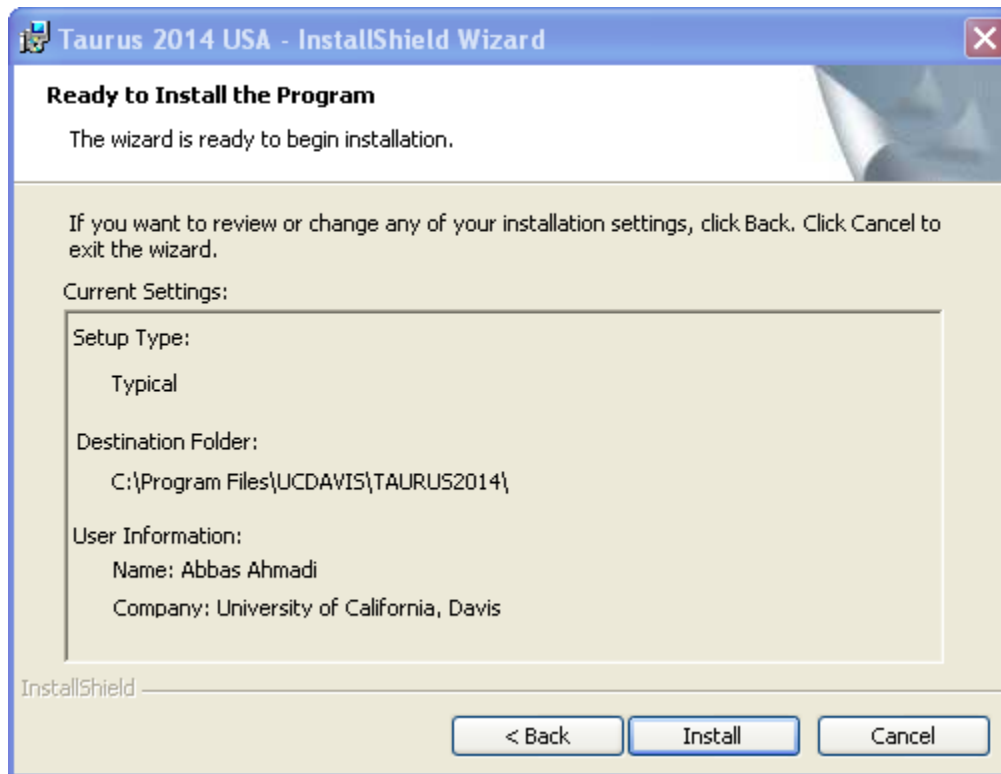 Taurus 2014 USA - InstallShield Wizard
Ready to Install the Program
The wizard is ready to begin installation.
If you want to review or change any of your installation settings, click Back. Click Cancel to
exit the wizard.
Current Settings:
Setup Type:
Typical
Destination Folder:
C:\Program Files\UCDAVIS\TAURUS2014\
User Information:
Name: Abbas Ahmadi
Company: University of California, Davis
InstallShield
< Back
Install
Cancel